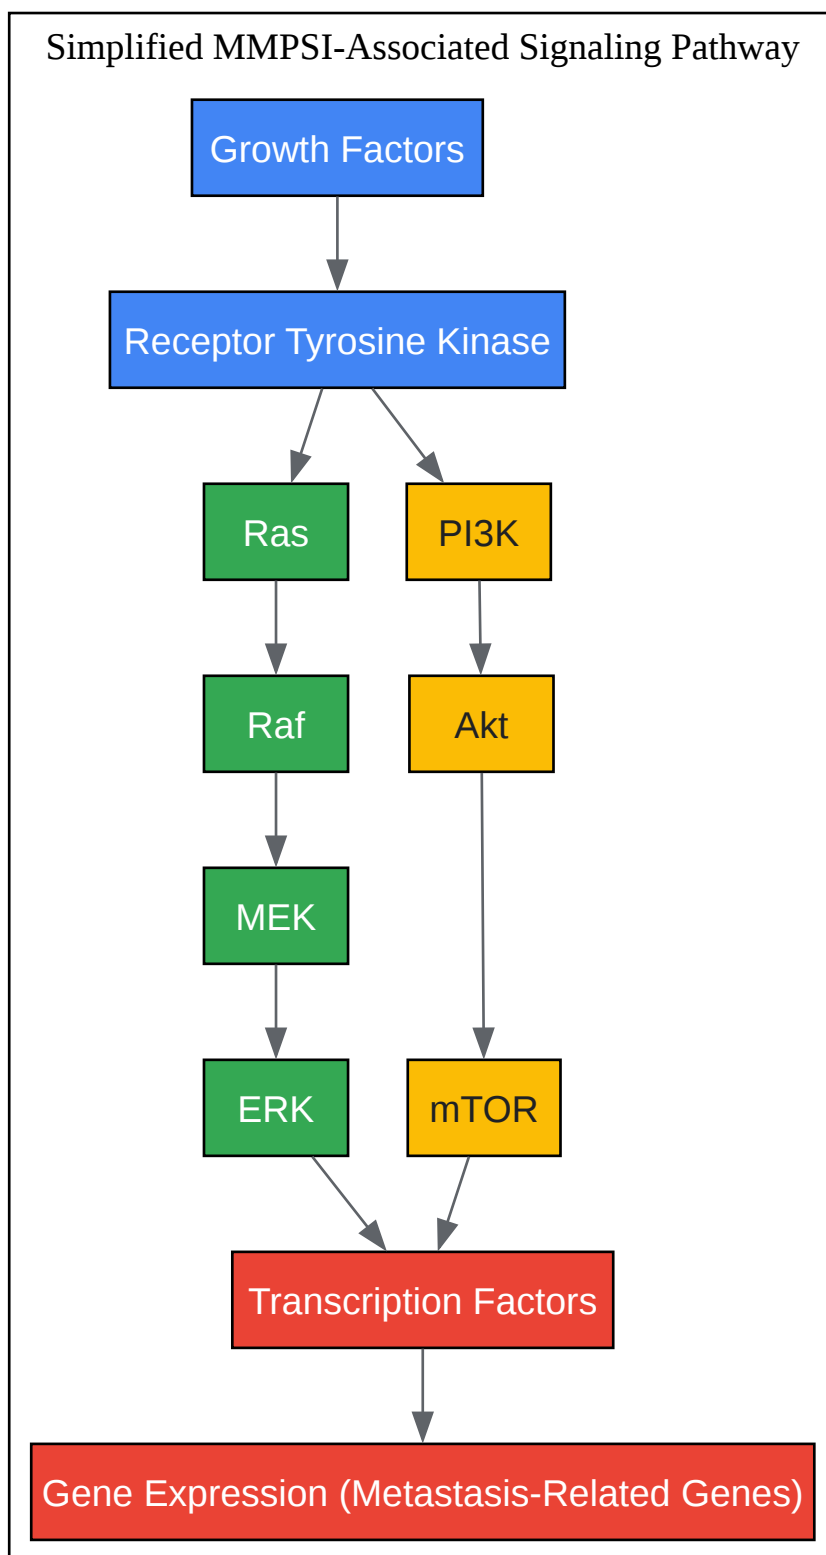 Simplified MMPSI-Associated Signaling Pathway
Growth Factors
Receptor Tyrosine Kinase
Ras
PI3K
Raf
Akt
MEK
ERK
mTOR
Transcription Factors
Gene Expression (Metastasis-Related Genes)